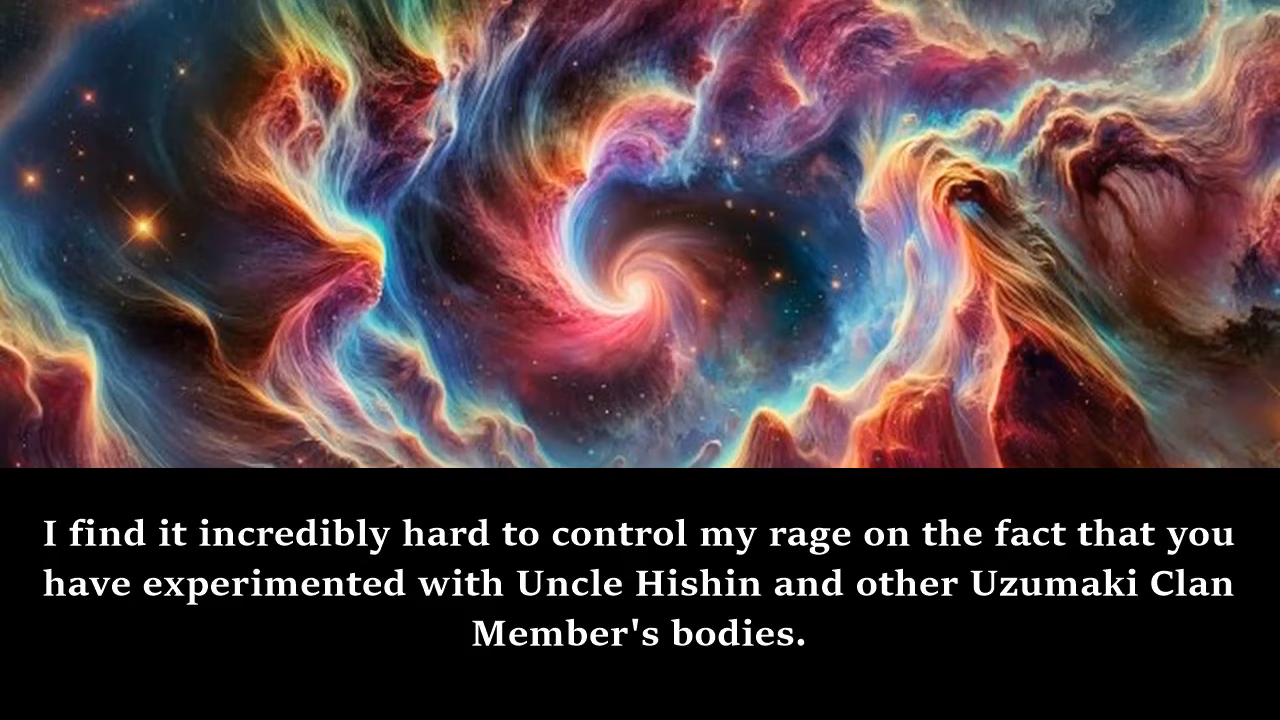 I find it incredibly hard to control my rage on the fact that you
have experimented with Uncle Hishin and other Uzumaki Clan
Member's bodies.